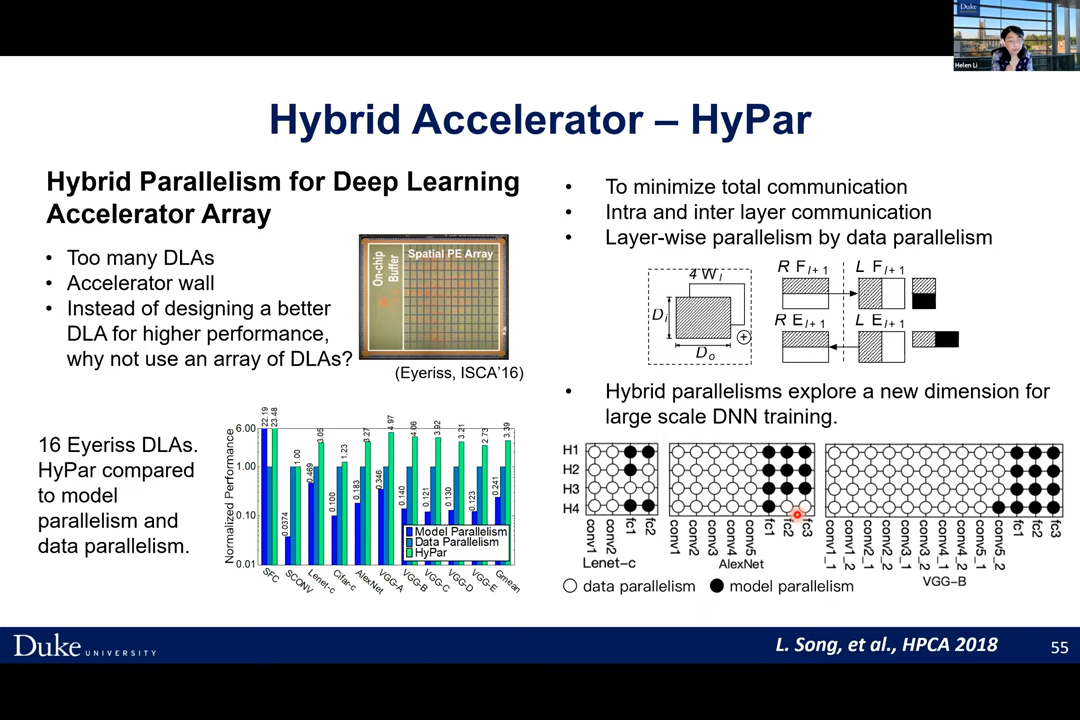 Duke
UNIVERSITY
Helen Li
Hybrid Accelerator – HyPar
Hybrid Parallelism for Deep Learning
Accelerator Array
• Too many DLAs
• Accelerator wall
• Instead of designing a better
DLA for higher performance,
why not use an array of DLAs?
On-chip
Buffer
Spatial PE Array
(Eyeriss, ISCA'16)
16 Eyeriss DLAs.
HyPar compared
to model
parallelism and
data parallelism.
Normalized Performance
6.00
1.00
0.10
0.01
22.19
23.48
0.0374
1.00
0.469
3.05
0.100
1.23
0.183
3.27
0.346
4.97
0.140
4.06
0.121
3.92
0.130
3.21
0.123
2.73
0.241
3.39
Model Parallelism
Data Parallelism
HyPar
SFC
SCONV
Lenet-c
Cifar-c
AlexNet
VGG-A
VGG-B
VGG-C
VGG-D
VGG-E
Gmean
• To minimize total communication
• Intra and inter layer communication
• Layer-wise parallelism by data parallelism
4 W l
D i
D o
+
R F l+1
L F l+1
R E l+1
L E l+1
• Hybrid parallelisms explore a new dimension for
large scale DNN training.
H1
H2
H3
H4
conv1
conv2
fc1
fc2
Lenet-c
conv1
conv2
conv3
conv4
conv5
fc1
fc2
fc3
AlexNet
conv1_1
conv1_2
conv2_1
conv2_2
conv3_1
conv3_2
conv4_1
conv4_2
conv5_1
conv5_2
fc1
fc2
fc3
VGG-B
data parallelism
model parallelism
Duke UNIVERSITY
L. Song, et al., HPCA 2018
55